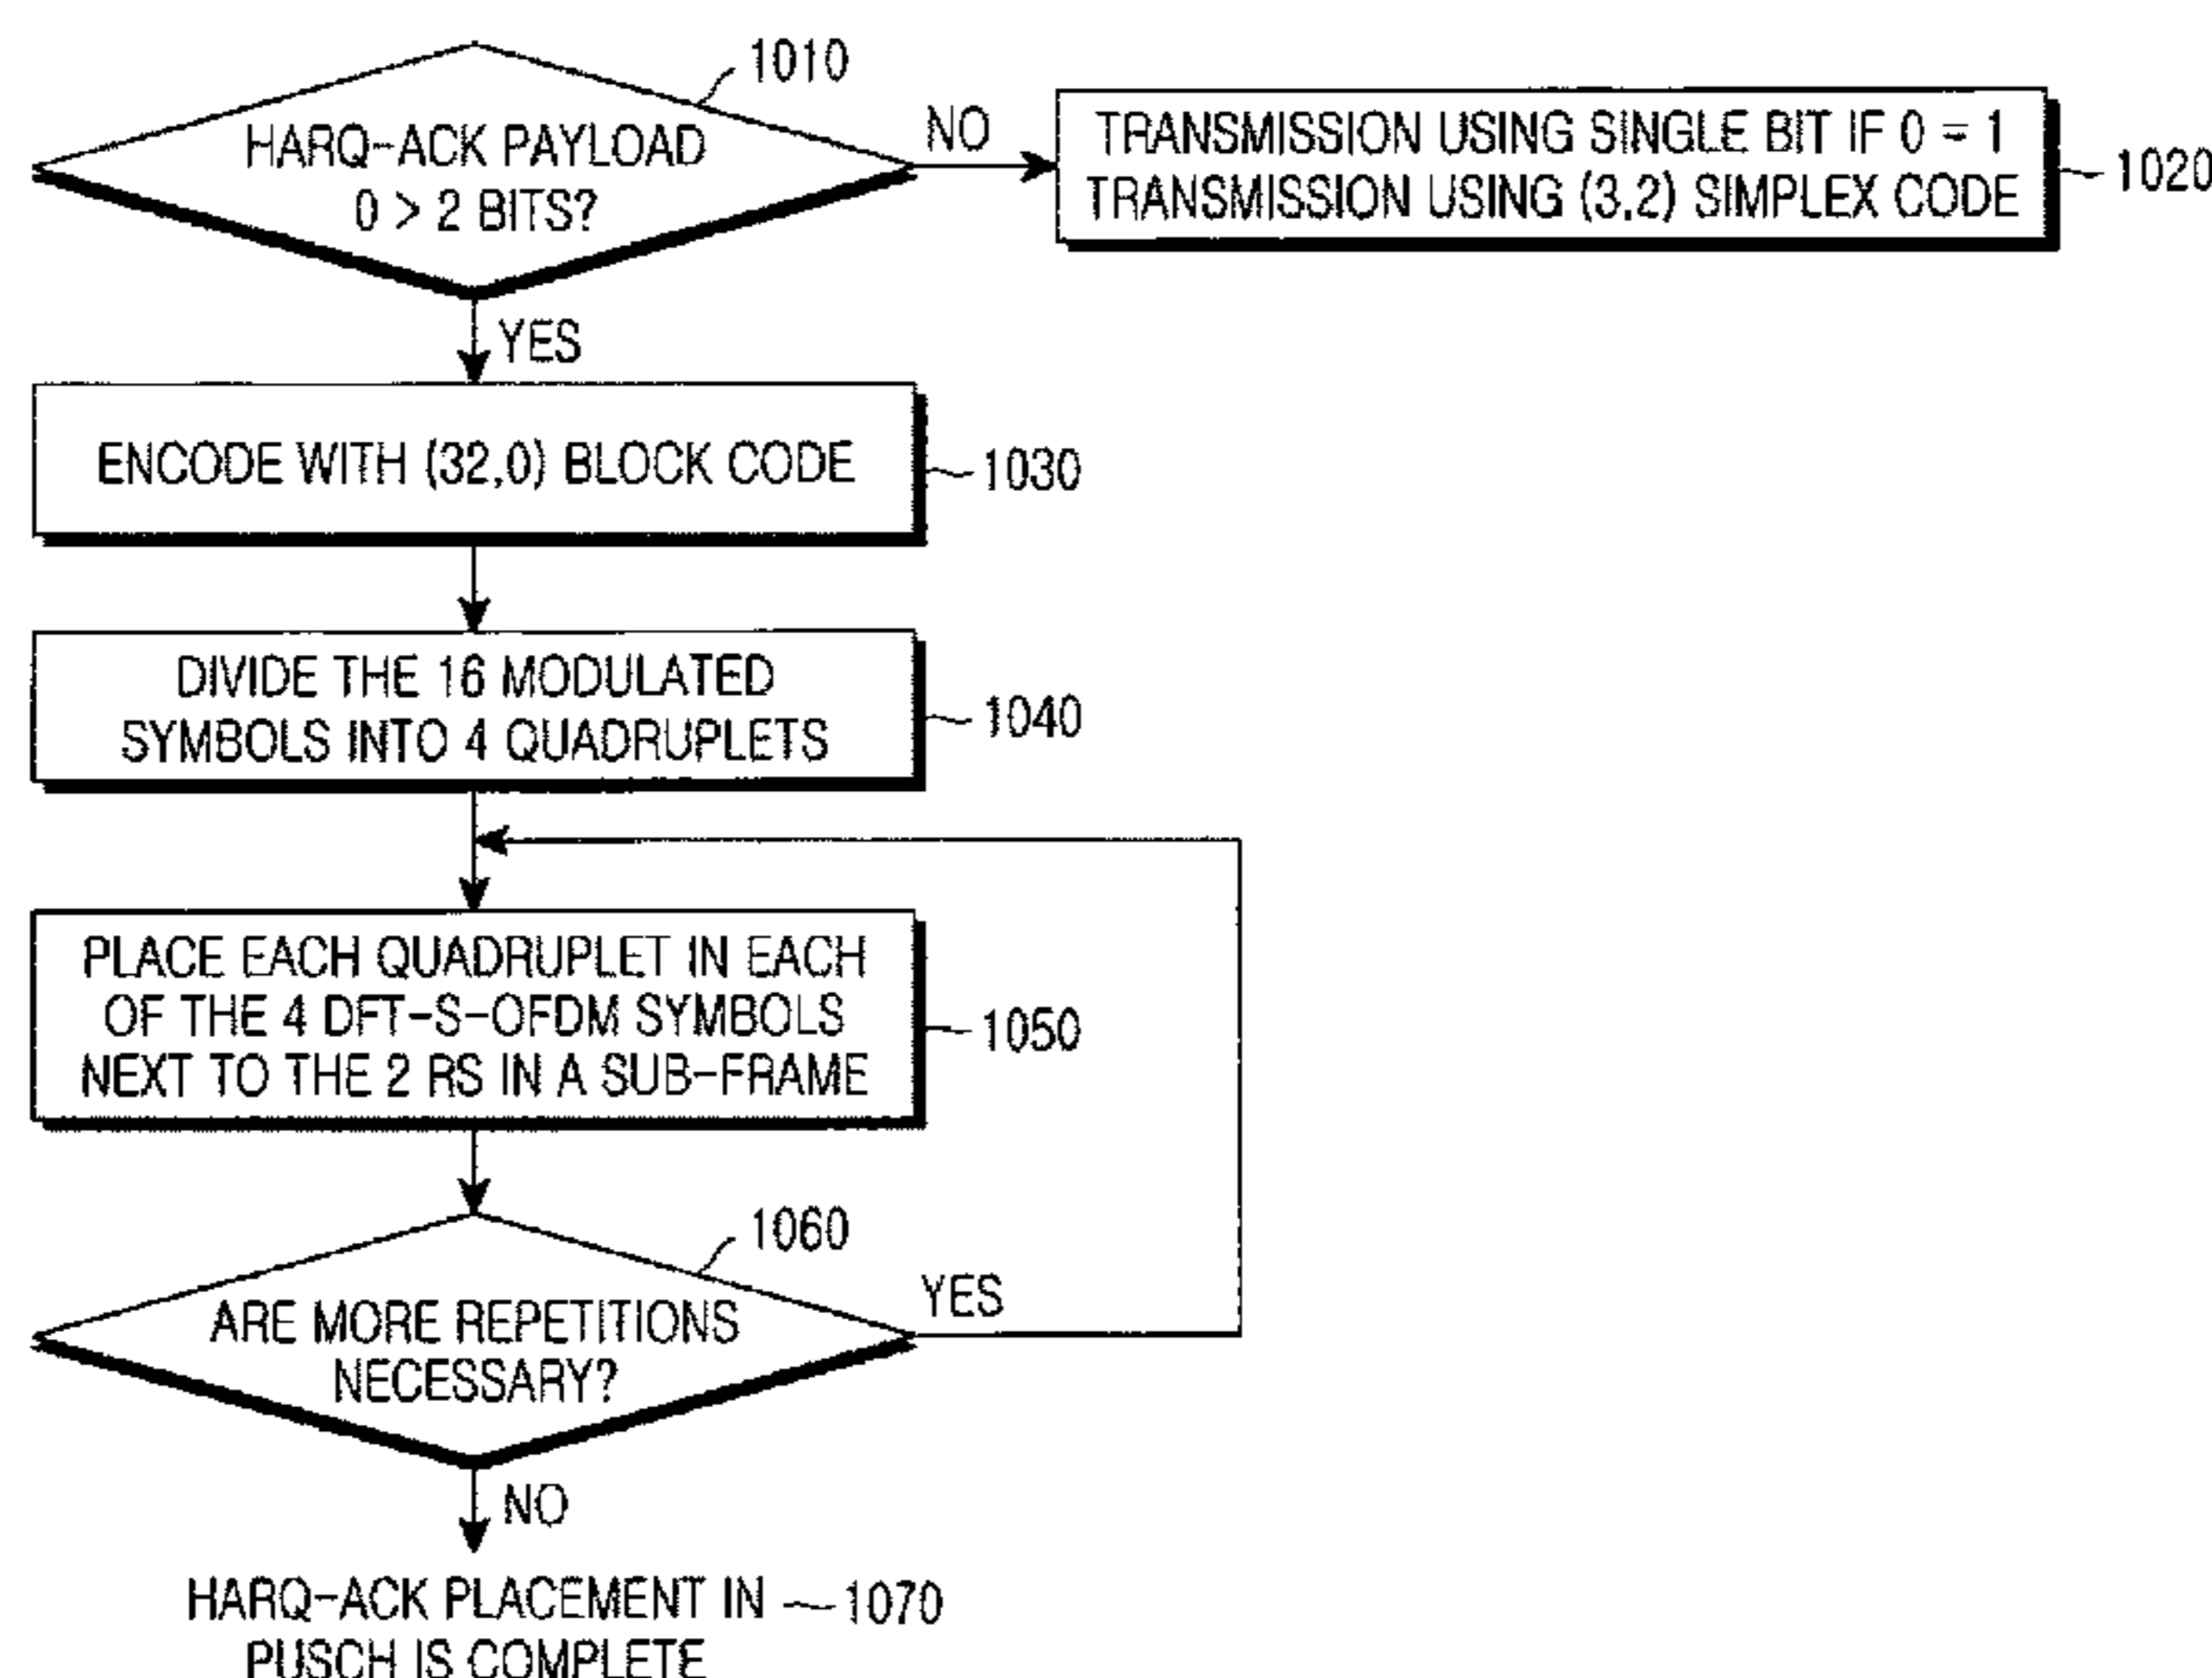 1010
HARQ-ACK PAYLOAD
0 > 2 BITS?
NO
TRANSMISSION USING SINGLE BIT IF 0 = 1
TRANSMISSION USING (3,2) SIMPLEX CODE
1020
YES
ENCODE WITH (32,0) BLOCK CODE
1030
DIVIDE THE 16 MODULATED
SYMBOLS INTO 4 QUADRUPLETS
1040
PLACE EACH QUADRUPLET IN EACH
OF THE 4 DFT-S-OFDM SYMBOLS
NEXT TO THE 2 RS IN A SUB-FRAME
1050
1060
ARE MORE REPETITIONS
NECESSARY?
YES
NO
HARQ-ACK PLACEMENT IN
PUSCH IS COMPLETE
1070